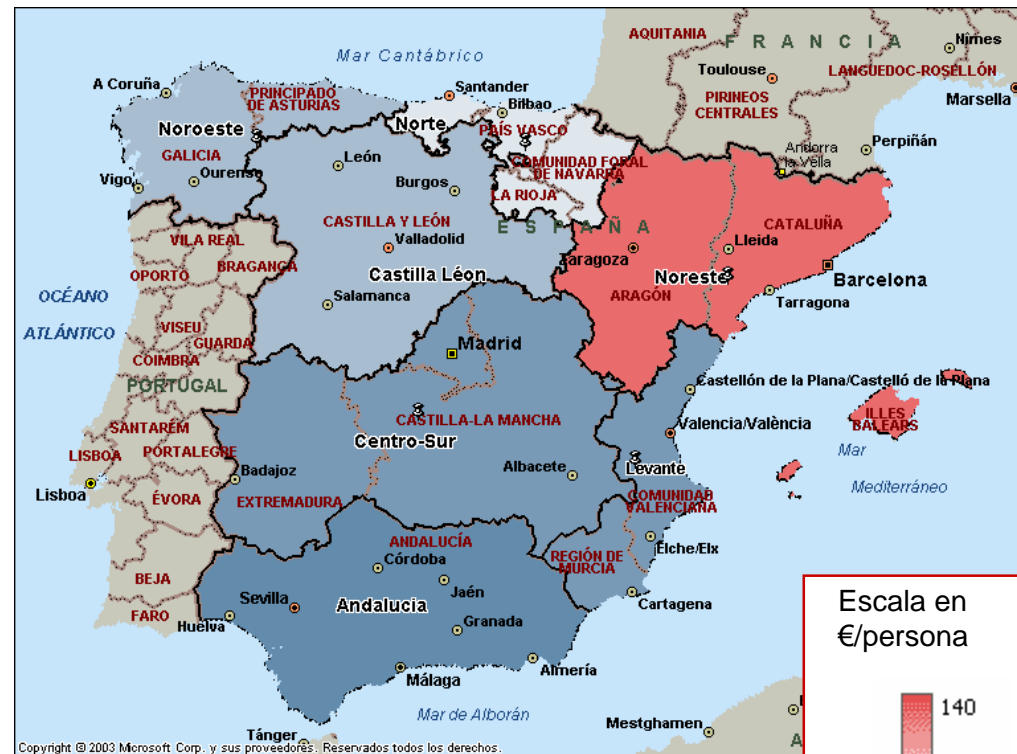 AQUITANIA
F R A N C I A
Nîmes
Mar Cantábrico
Toulouse
LANGUEDOC-ROSELLÓN
A Coruña
PRINCIPADO
DE ASTURIAS
Santander
PIRINEOS
CENTRALES
Marsella
Bilbao
Noroeste
Norte
PAÍS VASCO
Perpiñán
GALICIA
León
COMUNIDAD FORAL
DE NAVARRA
Andorra
la Vella
Vigo
Ourense
Burgos
LA RIOJA
CASTILLA Y LEÓN
E S P A Ñ A
CATALUÑA
VILA REAL
Valladolid
Zaragoza
Lleida
OPORTO
BRAGANÇA
Castilla Léon
Noreste
Barcelona
OCÉANO
ATLÁNTICO
Salamanca
ARAGÓN
Tarragona
VISEU
GUARDA
Madrid
COIMBRA
PORTUGAL
Castellón de la Plana/Castelló de la Plana
CASTILLA-LA MANCHA
ILLES
BALEARS
SANTARÉM
Valencia/València
LISBOA
PORTALEGRE
Centro-Sur
Mar
Mediterráneo
Badajoz
Albacete
Levante
Lisboa
ÉVORA
EXTREMADURA
COMUNIDAD
VALENCIANA
ANDALUCÍA
Elche/Elx
BEJA
Córdoba
REGIÓN DE
MURCIA
Jaén
Sevilla
Andalucia
Cartagena
FARO
Huelva
Granada
Escala en
€/persona
Almería
Málaga
140
Mar de Alborán
Mestghamen
Tánger
A
Copyright © 2003 Microsoft Corp. y sus proveedores. Reservados todos los derechos.